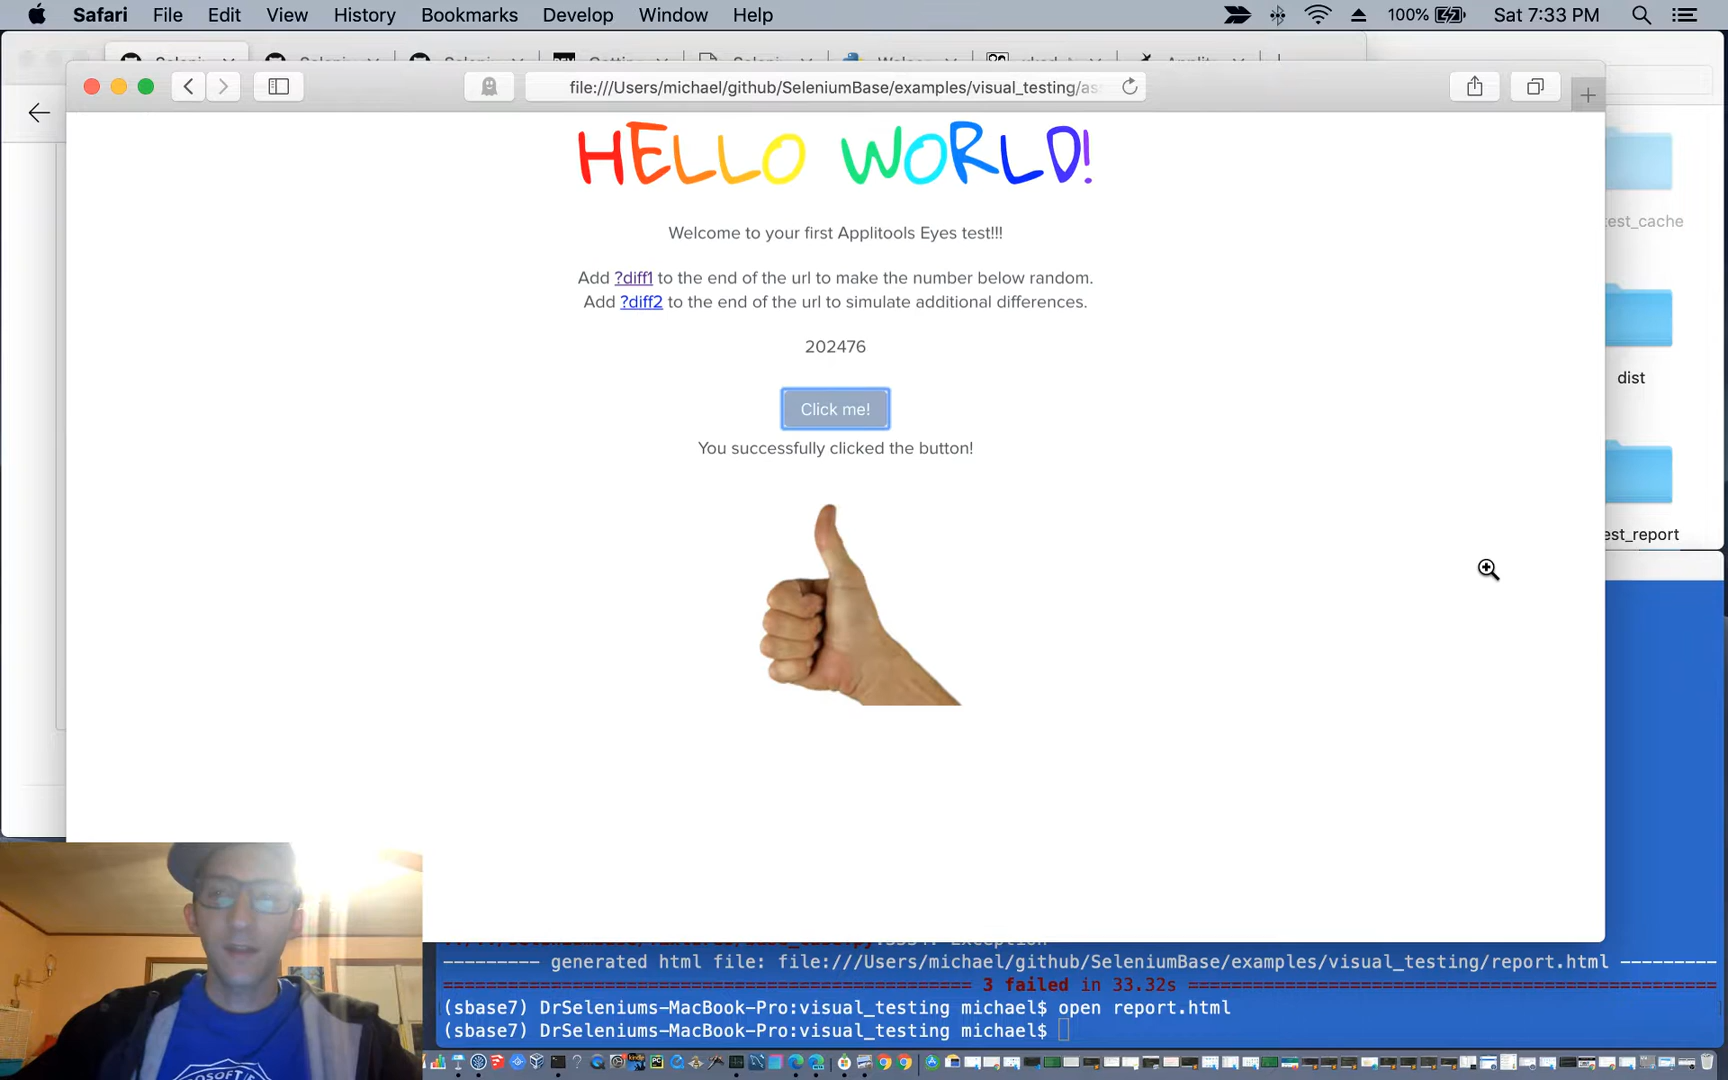 Safari File Edit View History Bookmarks Develop Window Help 100% Sat 7:33 PM
file:///Users/michael/github/SeleniumBase/examples/visual_testing/as
HELLO WORLD!
Welcome to your first Applitools Eyes test!!!
Add ?diff1 to the end of the url to make the number below random.
Add ?diff2 to the end of the url to simulate additional differences.
202476
Click me!
You successfully clicked the button!
est_cache
dist
est_report
--------- generated html file: file:///Users/michael/github/SeleniumBase/examples/visual_testing/report.html ---------
3 failed in 33.32s
(sbase7) DrSeleniums-MacBook-Pro:visual_testing michael$ open report.html
(sbase7) DrSeleniums-MacBook-Pro:visual_testing michael$